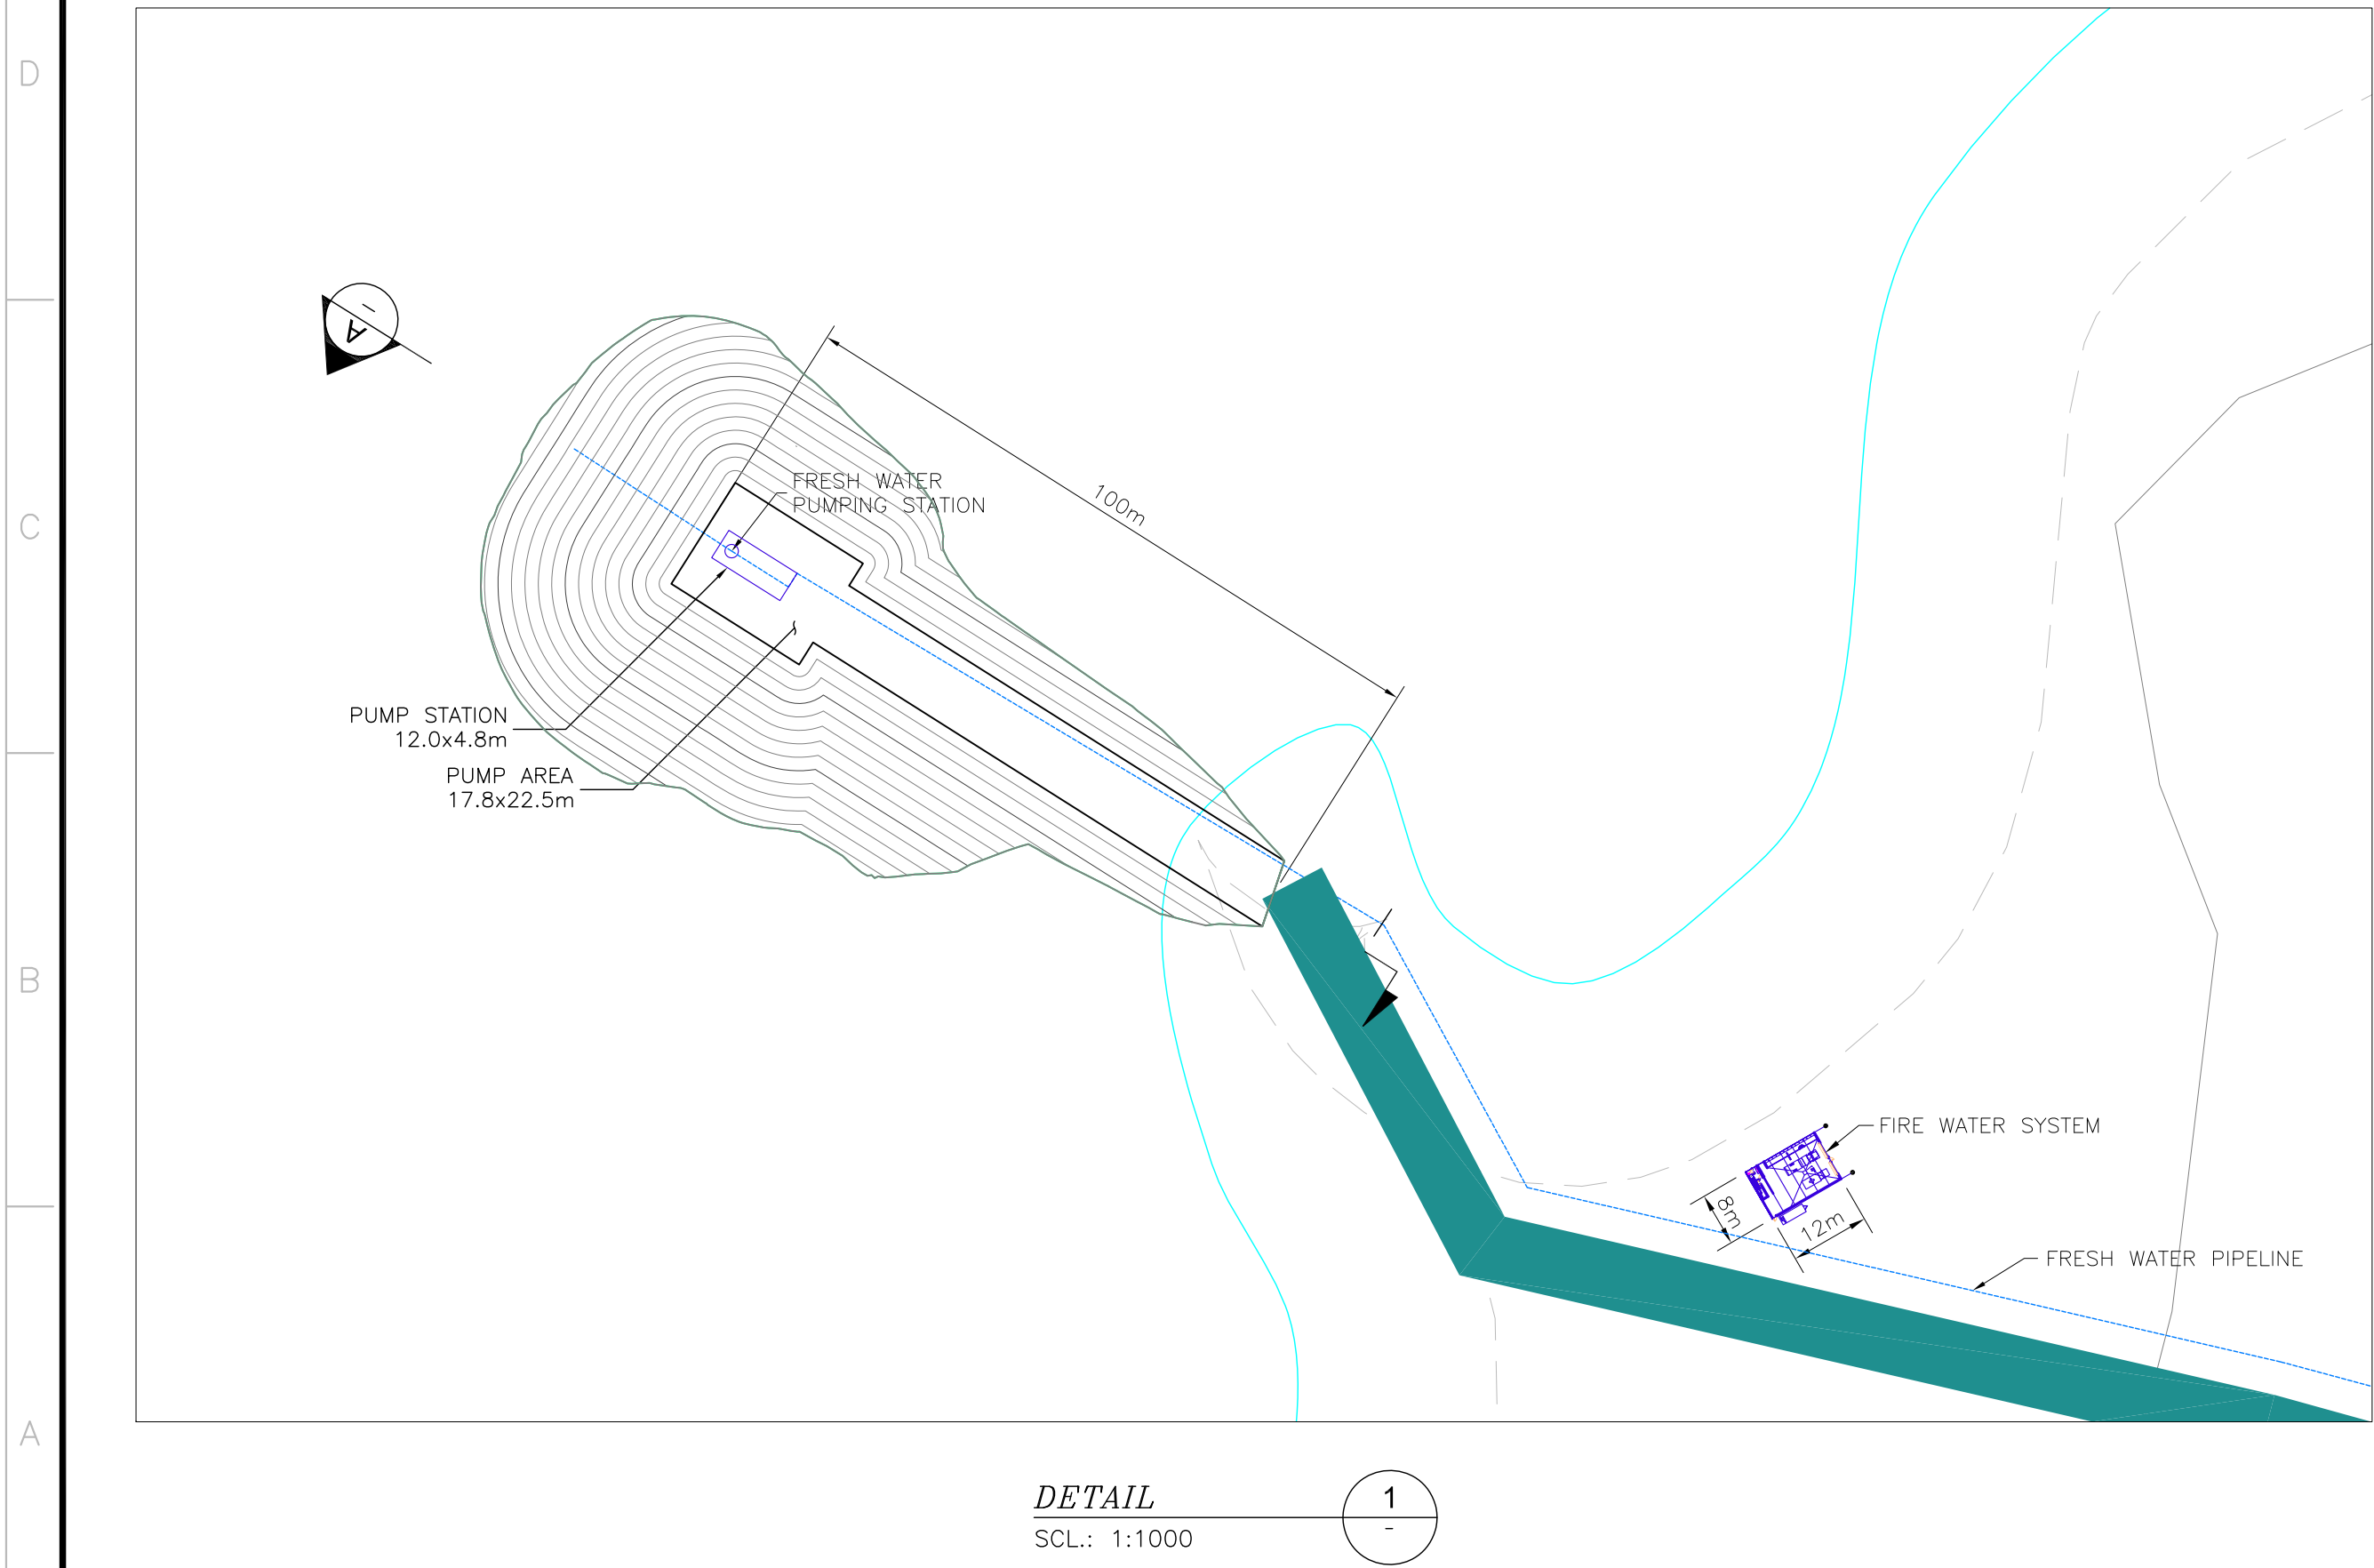 D
A
-
C
FRESH WATER
PUMPING STATION
100m
PUMP STATION
12.0x4.8m
PUMP AREA
17.8x22.5m
B
FIRE WATER SYSTEM
8m
12m
FRESH WATER PIPELINE
A
DETAIL
1
-
SCL.: 1:1000